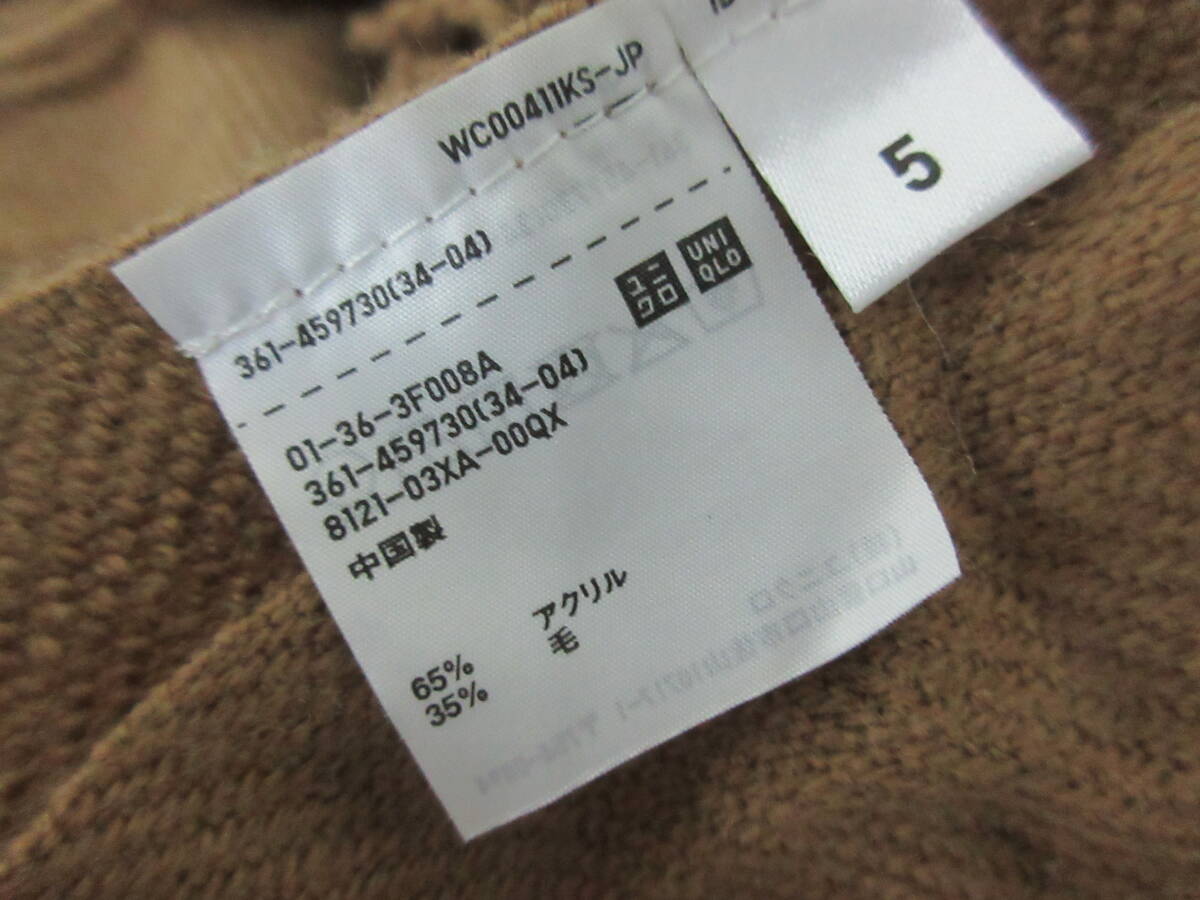 WC00411KS-JP
5
361-459730(34-04)
ユニクロ
UNIQLO
01-36-3F008A
361-459730(34-04)
8121-03XA-00QX
中国製
65% アクリル
35% 毛